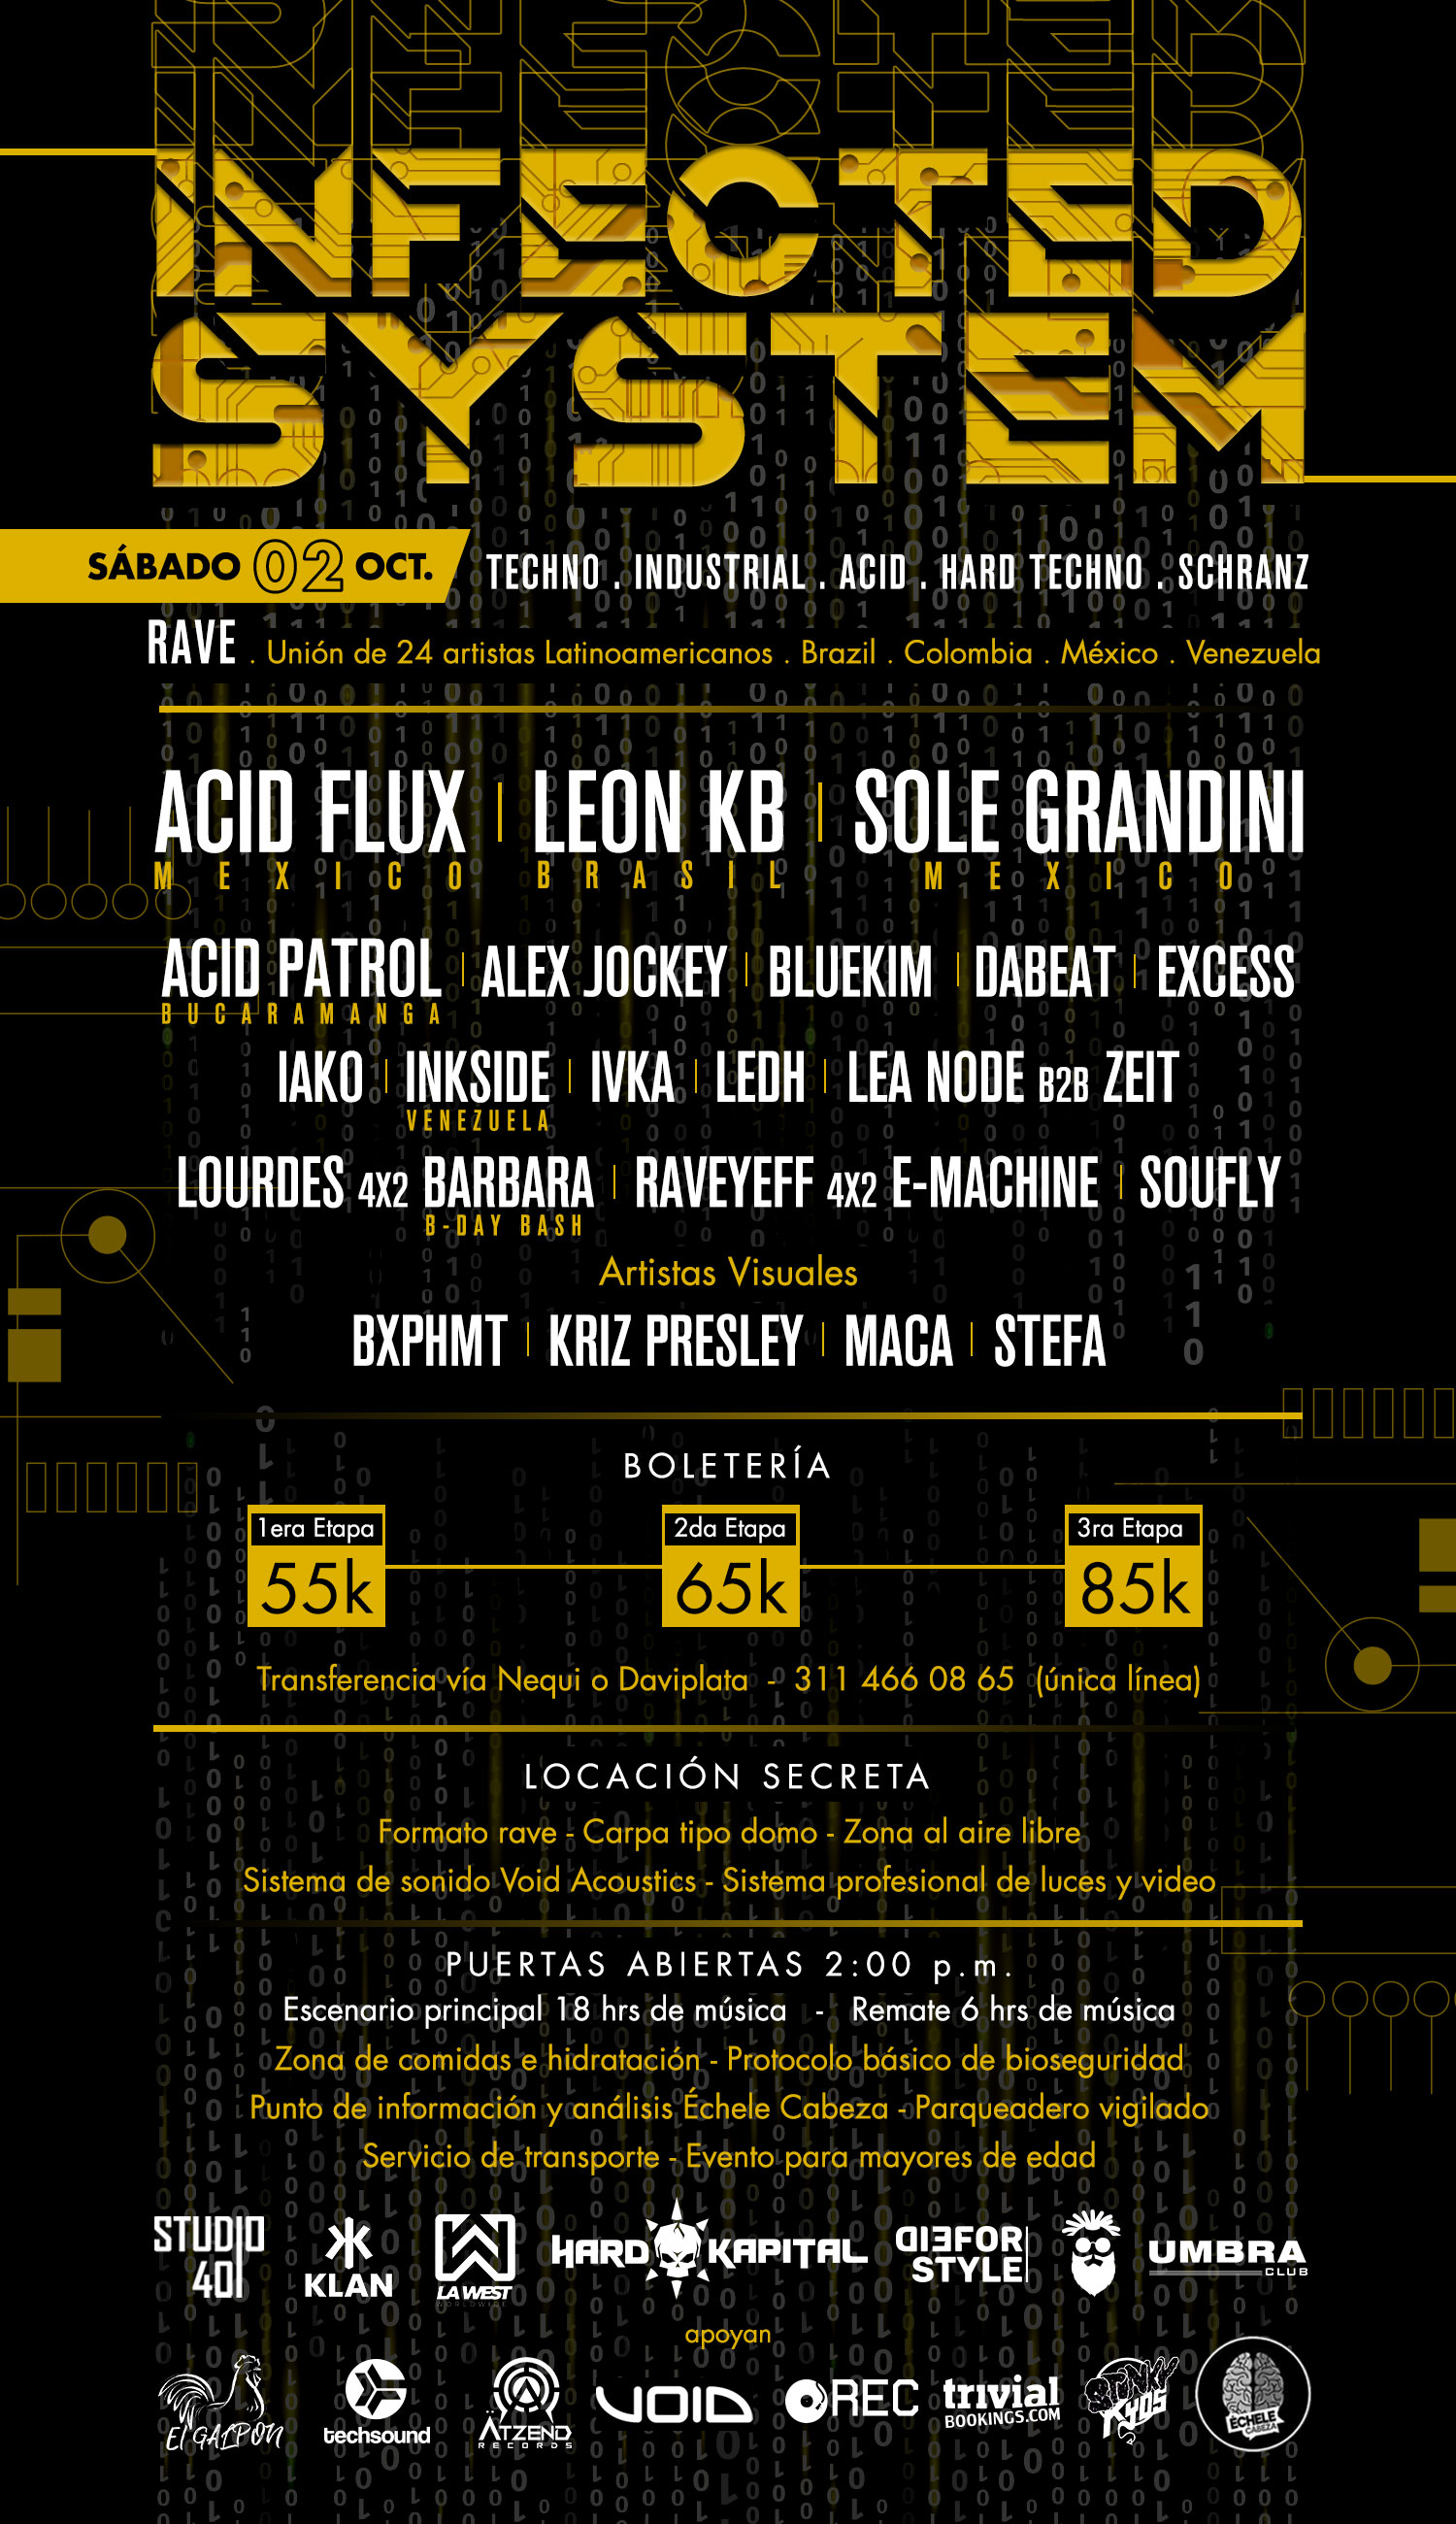 INFECTED
SYSTEM
SÁBADO 02 OCT.
TECHNO . INDUSTRIAL . ACID . HARD TECHNO . SCHRANZ
RAVE . Unión de 24 artistas Latinoamericanos . Brazil . Colombia . México . Venezuela
ACID FLUX | LEON KB | SOLE GRANDINI
MEXICO BRASIL MEXICO
ACID PATROL | ALEX JOCKEY | BLUEKIM | DABEAT | EXCESS
BUCARAMANGA
IAKO | INKSIDE | IVKA | LEDH | LEA NODE B2B ZEIT
VENEZUELA
LOURDES 4X2 BARBARA | RAVEYEFF 4X2 E-MACHINE | SOUFLY
B-DAY BASH
Artistas Visuales
BXPHMT | KRIZ PRESLEY | MACA | STEFA
BOLETERÍA
1era Etapa 2da Etapa 3ra Etapa
55k 65k 85k
Transferencia vía Nequi o Daviplata - 311 466 08 65 (única línea)
LOCACIÓN SECRETA
Formato rave - Carpa tipo domo - Zona al aire libre
Sistema de sonido Void Acoustics - Sistema profesional de luces y video
PUERTAS ABIERTAS 2:00 p.m.
Escenario principal 18 hrs de música - Remate 6 hrs de música
Zona de comidas e hidratación - Protocolo básico de bioseguridad
Punto de información y análisis Échele Cabeza - Parqueadero vigilado
Servicio de transporte - Evento para mayores de edad
STUDIO 401
KLAN
LA WEST
WORLDWIDE
HARD KAPITAL
DIEFOR STYLE
UMBRA
CLUB
apoyan
El GALPON
techsound
ÄTZEND
RECORDS
VOID
REC
trivial
BOOKINGS.COM
ÉCHELE
CABEZA